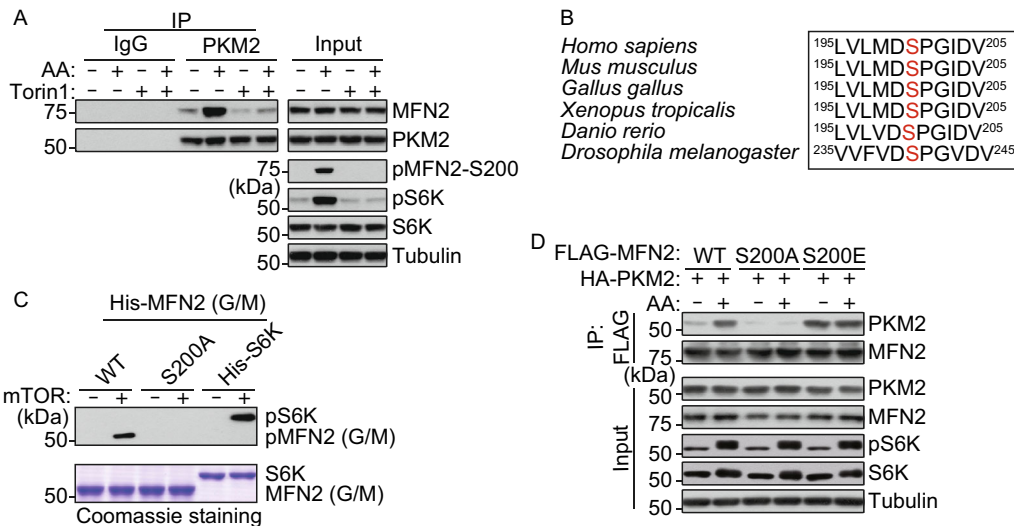 A
IP
IgG PKM2 Input
AA: – + – + – + – + – + – +
Torin1: – – + + – – + + – – + +
75 MFN2
50 PKM2
75 pMFN2-S200
(kDa)
50 pS6K
50 S6K
50 Tubulin
B
Homo sapiens 195LVLMDSPGIDV205
Mus musculus 195LVLMDSPGIDV205
Gallus gallus 195LVLMDSPGIDV205
Xenopus tropicalis 195LVLMDSPGIDV205
Danio rerio 195LVLVDSPGIDV205
Drosophila melanogaster 235VVFVDSPGVDV245
C
His-MFN2 (G/M)
WT S200A His-S6K
mTOR: – + – + – +
(kDa)
pS6K
50 pMFN2 (G/M)
S6K
50 MFN2 (G/M)
Coomassie staining
D
FLAG-MFN2: WT S200A S200E
HA-PKM2: + + + + + +
AA: – + – + – +
IP: FLAG
50 PKM2
75 MFN2
(kDa)
Input
50 PKM2
75 MFN2
50 pS6K
50 S6K
50 Tubulin